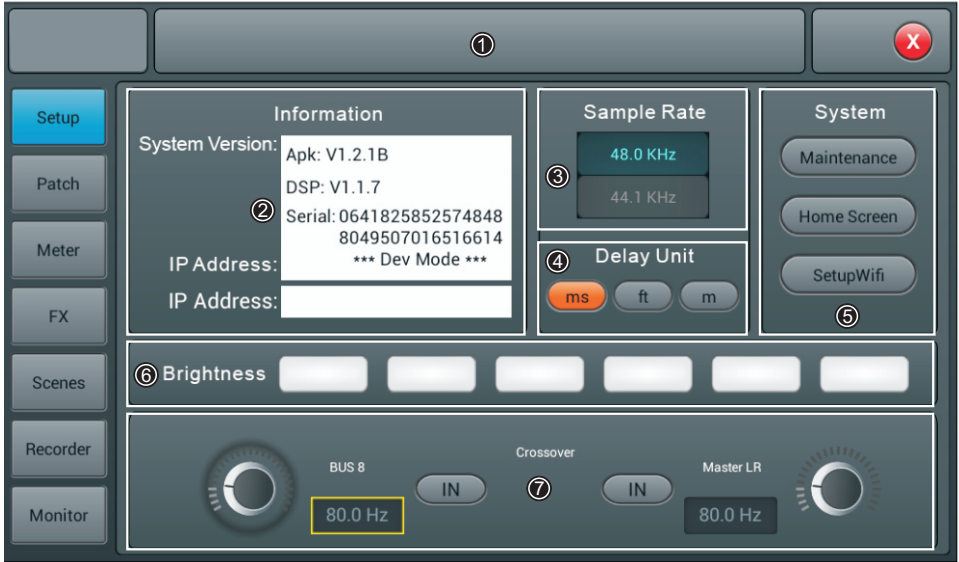 ①
X
Setup
Patch
Meter
FX
Scenes
Recorder
Monitor
Information
System Version:
Apk: V1.2.1B
DSP: V1.1.7
②
Serial: 0641825852574848
8049507016516614
IP Address:
*** Dev Mode ***
IP Address:
Sample Rate
48.0 KHz
③
44.1 KHz
④
Delay Unit
ms ft m
System
Maintenance
Home Screen
SetupWifi
⑤
⑥ Brightness
Crossover
BUS 8
IN
80.0 Hz
⑦
IN
Master LR
80.0 Hz